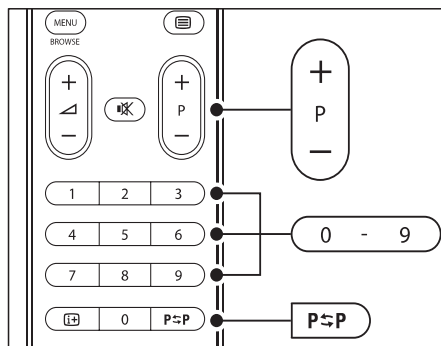 MENU
BROWSE
+ + +
P P
− − −
1 2 3
4 5 6
0 - 9
7 8 9
i+ 0 P⇆P P⇆P